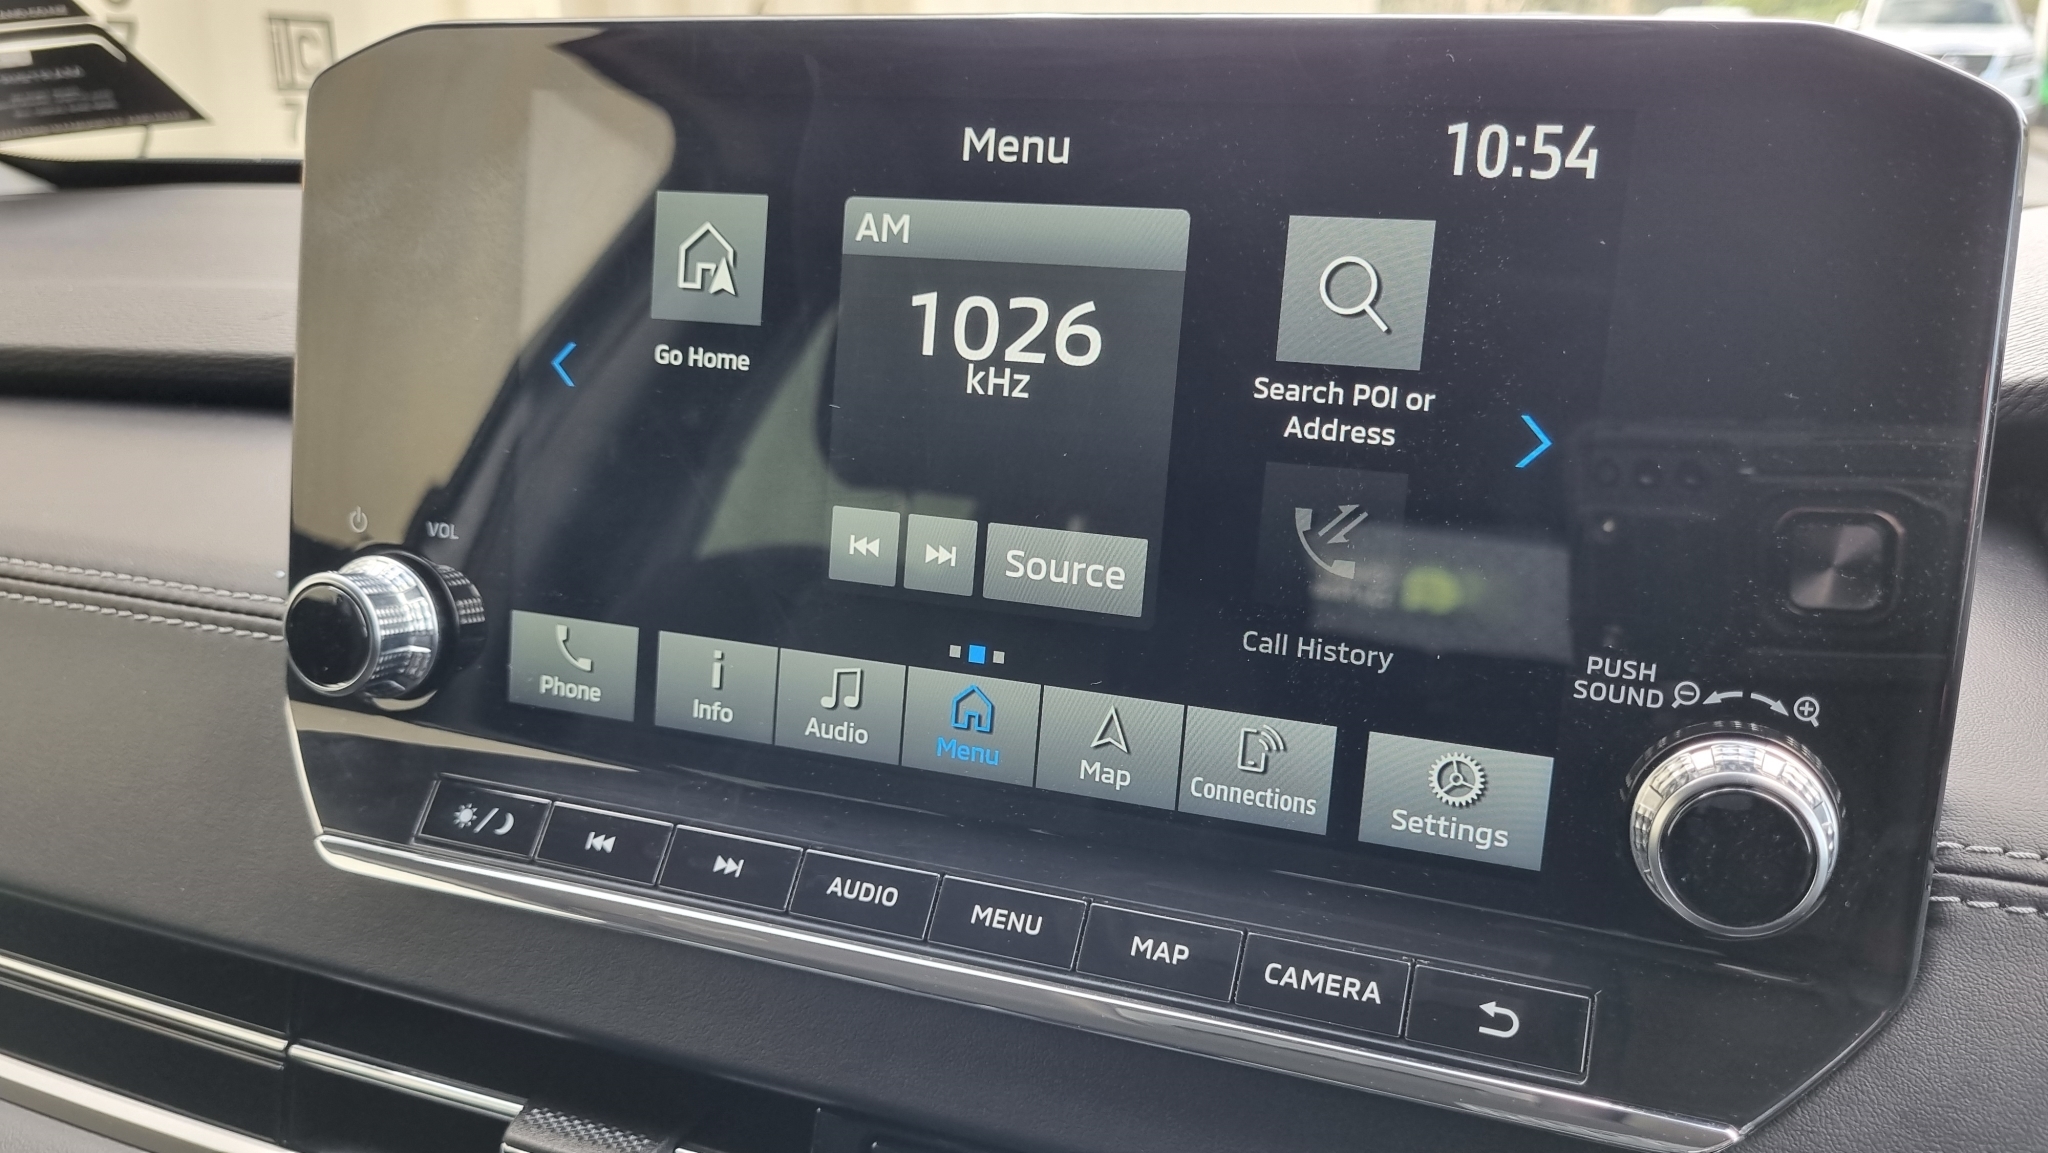 Menu
10:54
AM
1026
kHz
Go Home
Search POI or
Address
Source
Call History
VOL
PUSH
SOUND
Phone
Info
Audio
Menu
Map
Connections
Settings
AUDIO
MENU
MAP
CAMERA